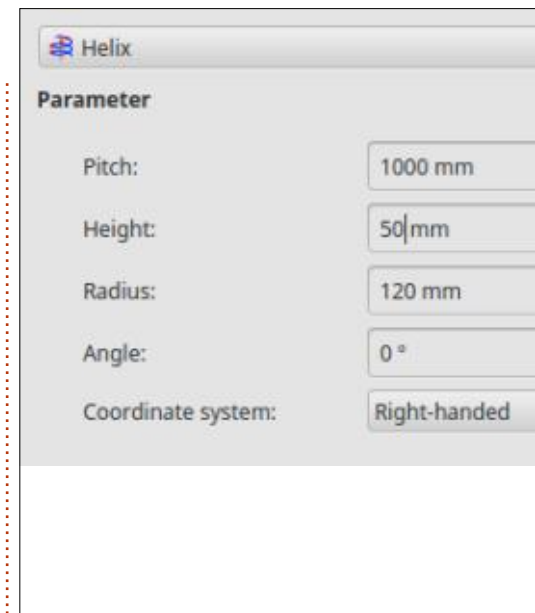 Helix
Parameter
Pitch: 1000 mm
Height: 50 mm
Radius: 120 mm
Angle: 0 °
Coordinate system: Right-handed